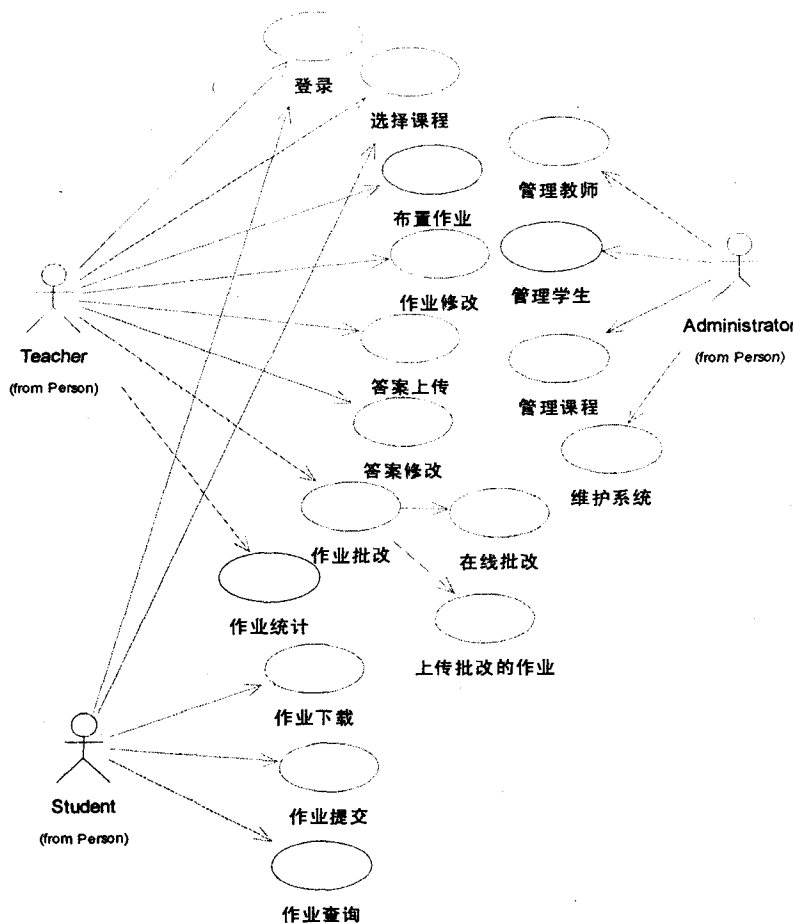 登录
选择课程
管理教师
布置作业
作业修改
管理学生
Teacher
(from Person)
Administrator
(from Person)
答案上传
管理课程
答案修改
维护系统
作业批改
在线批改
作业统计
上传批改的作业
作业下载
Student
(from Person)
作业提交
作业查询